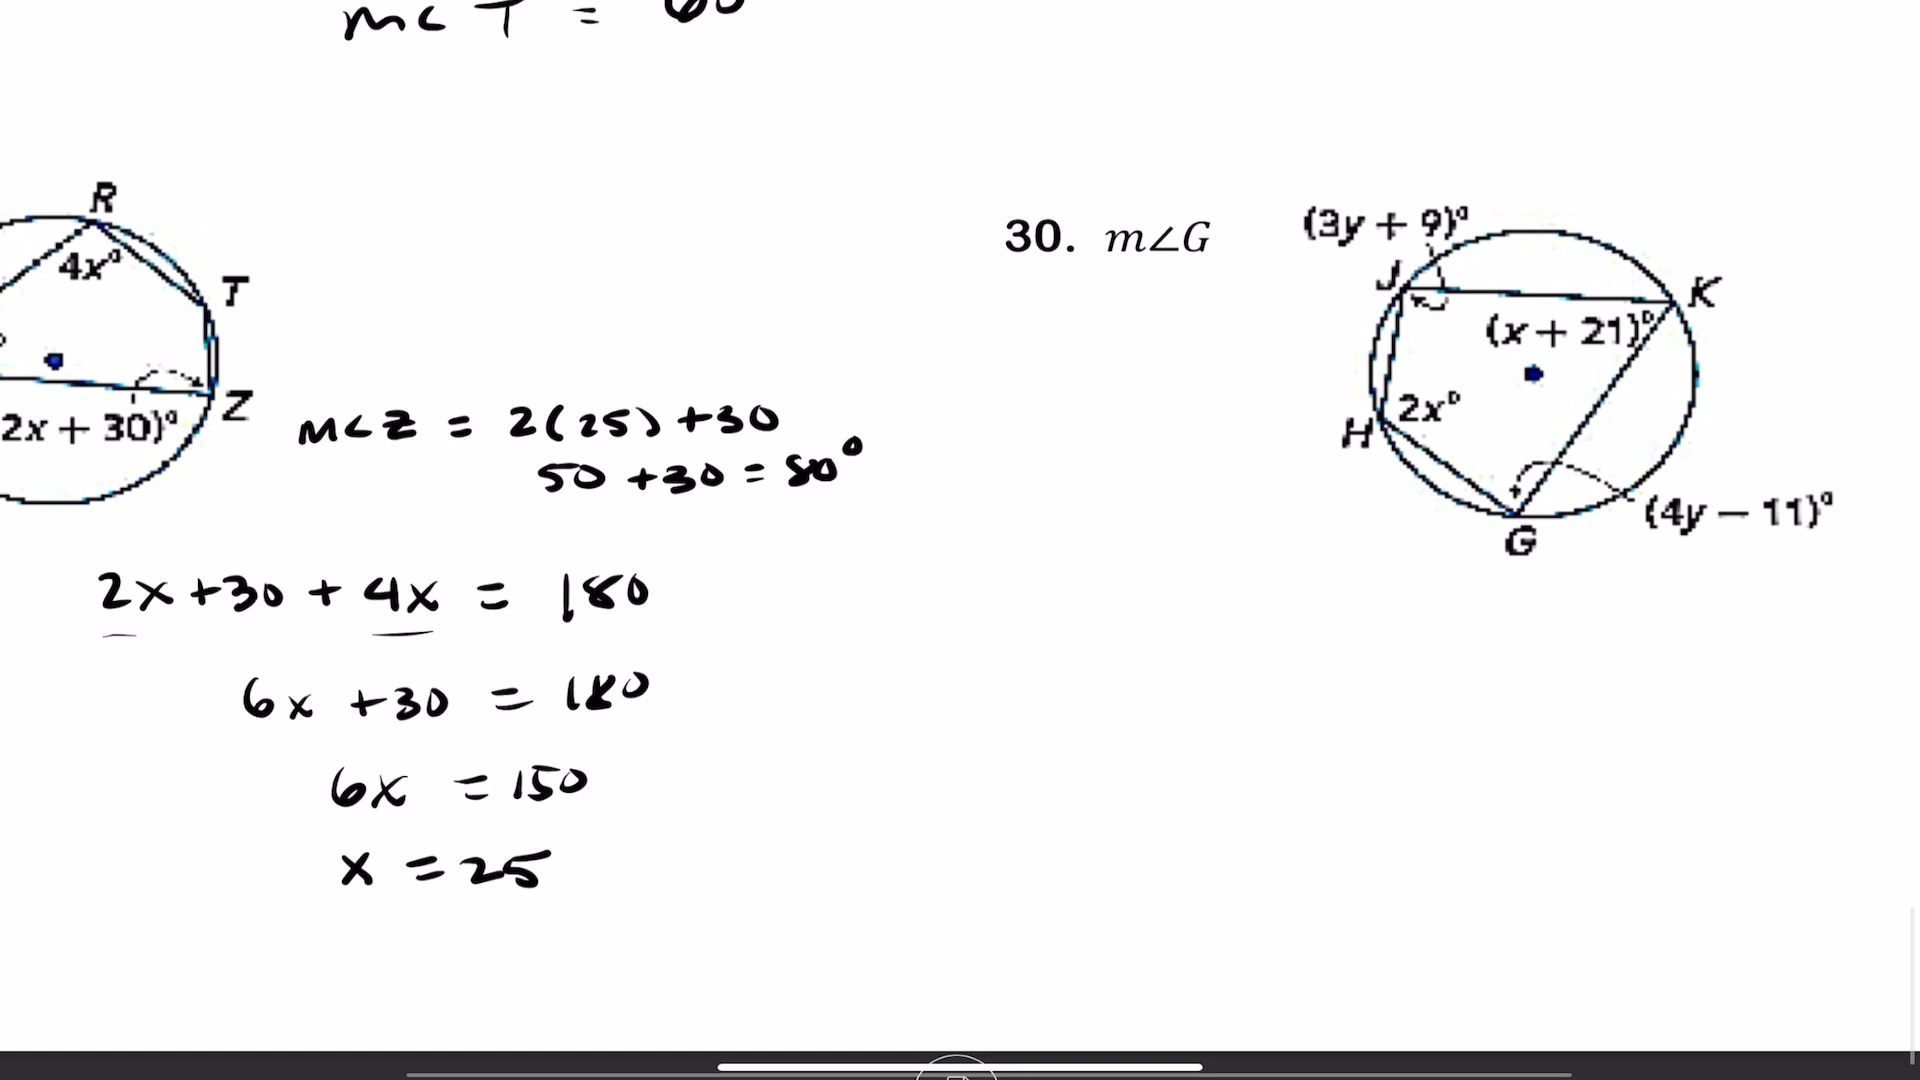 m< T = 60
R
4x°
T
Z
2x + 30)°
m<Z = 2(25) +30
50 +30 = 80°
2x +30 + 4x = 180
6x +30 = 180
6x = 150
x = 25
30. m∠G
(3y + 9)°
J
K
(x + 21)°
2x°
H
(4y − 11)°
G